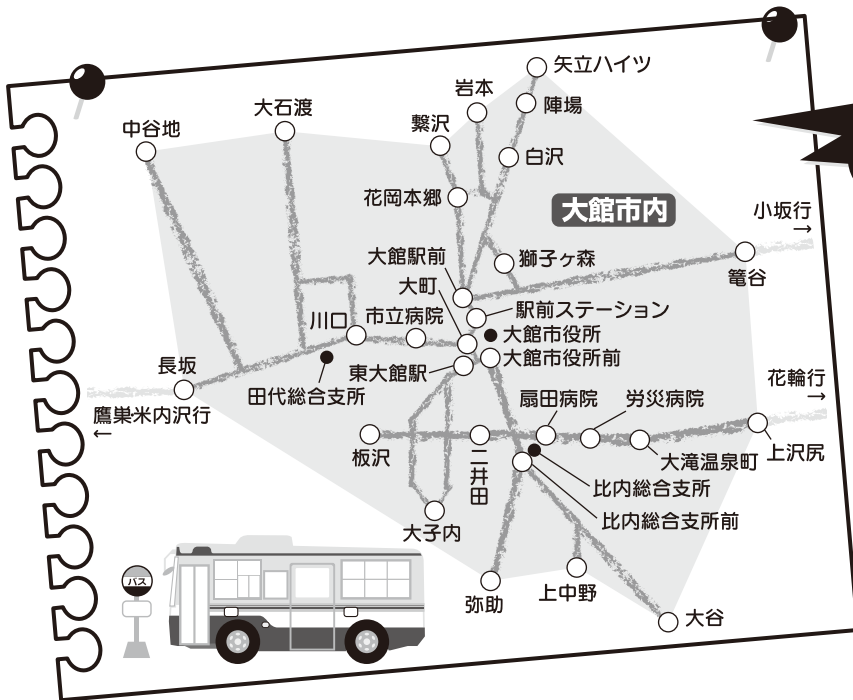 矢立ハイツ
岩本
陣場
大石渡
繋沢
中谷地
白沢
花岡本郷
大館市内
小坂行
→
大館駅前
獅子ヶ森
篭谷
大町
駅前ステーション
川口
市立病院
大館市役所
大館市役所前
長坂
東大館駅
田代総合支所
花輪行
→
扇田病院
労災病院
鷹巣米内沢行
←
板沢
二井田
大滝温泉町
上沢尻
比内総合支所
比内総合支所前
大子内
バス
弥助
上中野
大谷